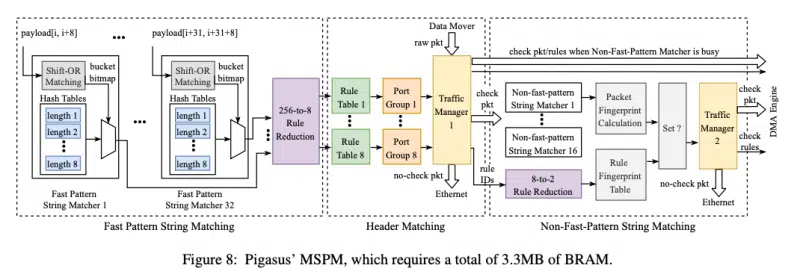 payload[i, i+8]
payload[i+31, i+31+8]
Shift-OR
Matching
bucket
bitmap
Hash Tables
length 1
length 2
length 8
Fast Pattern
String Matcher 1
Shift-OR
Matching
bucket
bitmap
Hash Tables
length 1
length 2
length 8
Fast Pattern
String Matcher 32
256-to-8
Rule
Reduction
Fast Pattern String Matching
Rule
Table 1
Rule
Table 8
Port
Group 1
Port
Group 8
Data Mover
raw pkt
Traffic
Manager
1
no-check pkt
Ethernet
Header Matching
check pkt/rules when Non-Fast-Pattern Matcher is busy
check
pkt
rule
IDs
Non-fast-pattern
String Matcher 1
Non-fast-pattern
String Matcher 16
8-to-2
Rule Reduction
Packet
Fingerprint
Calculation
Rule
Fingerprint
Table
Set ?
Traffic
Manager
2
check
pkt
check
rules
no-check pkt
Ethernet
DMA Engine
Non-Fast-Pattern String Matching
Figure 8: Pigasus' MSPM, which requires a total of 3.3MB of BRAM.